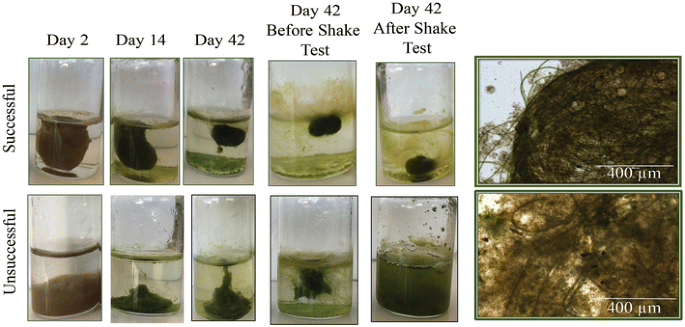 Day 2
Day 14
Day 42
Day 42
Before Shake
Test
Day 42
After Shake
Test
Successful
400 µm
Unsuccessful
400 µm